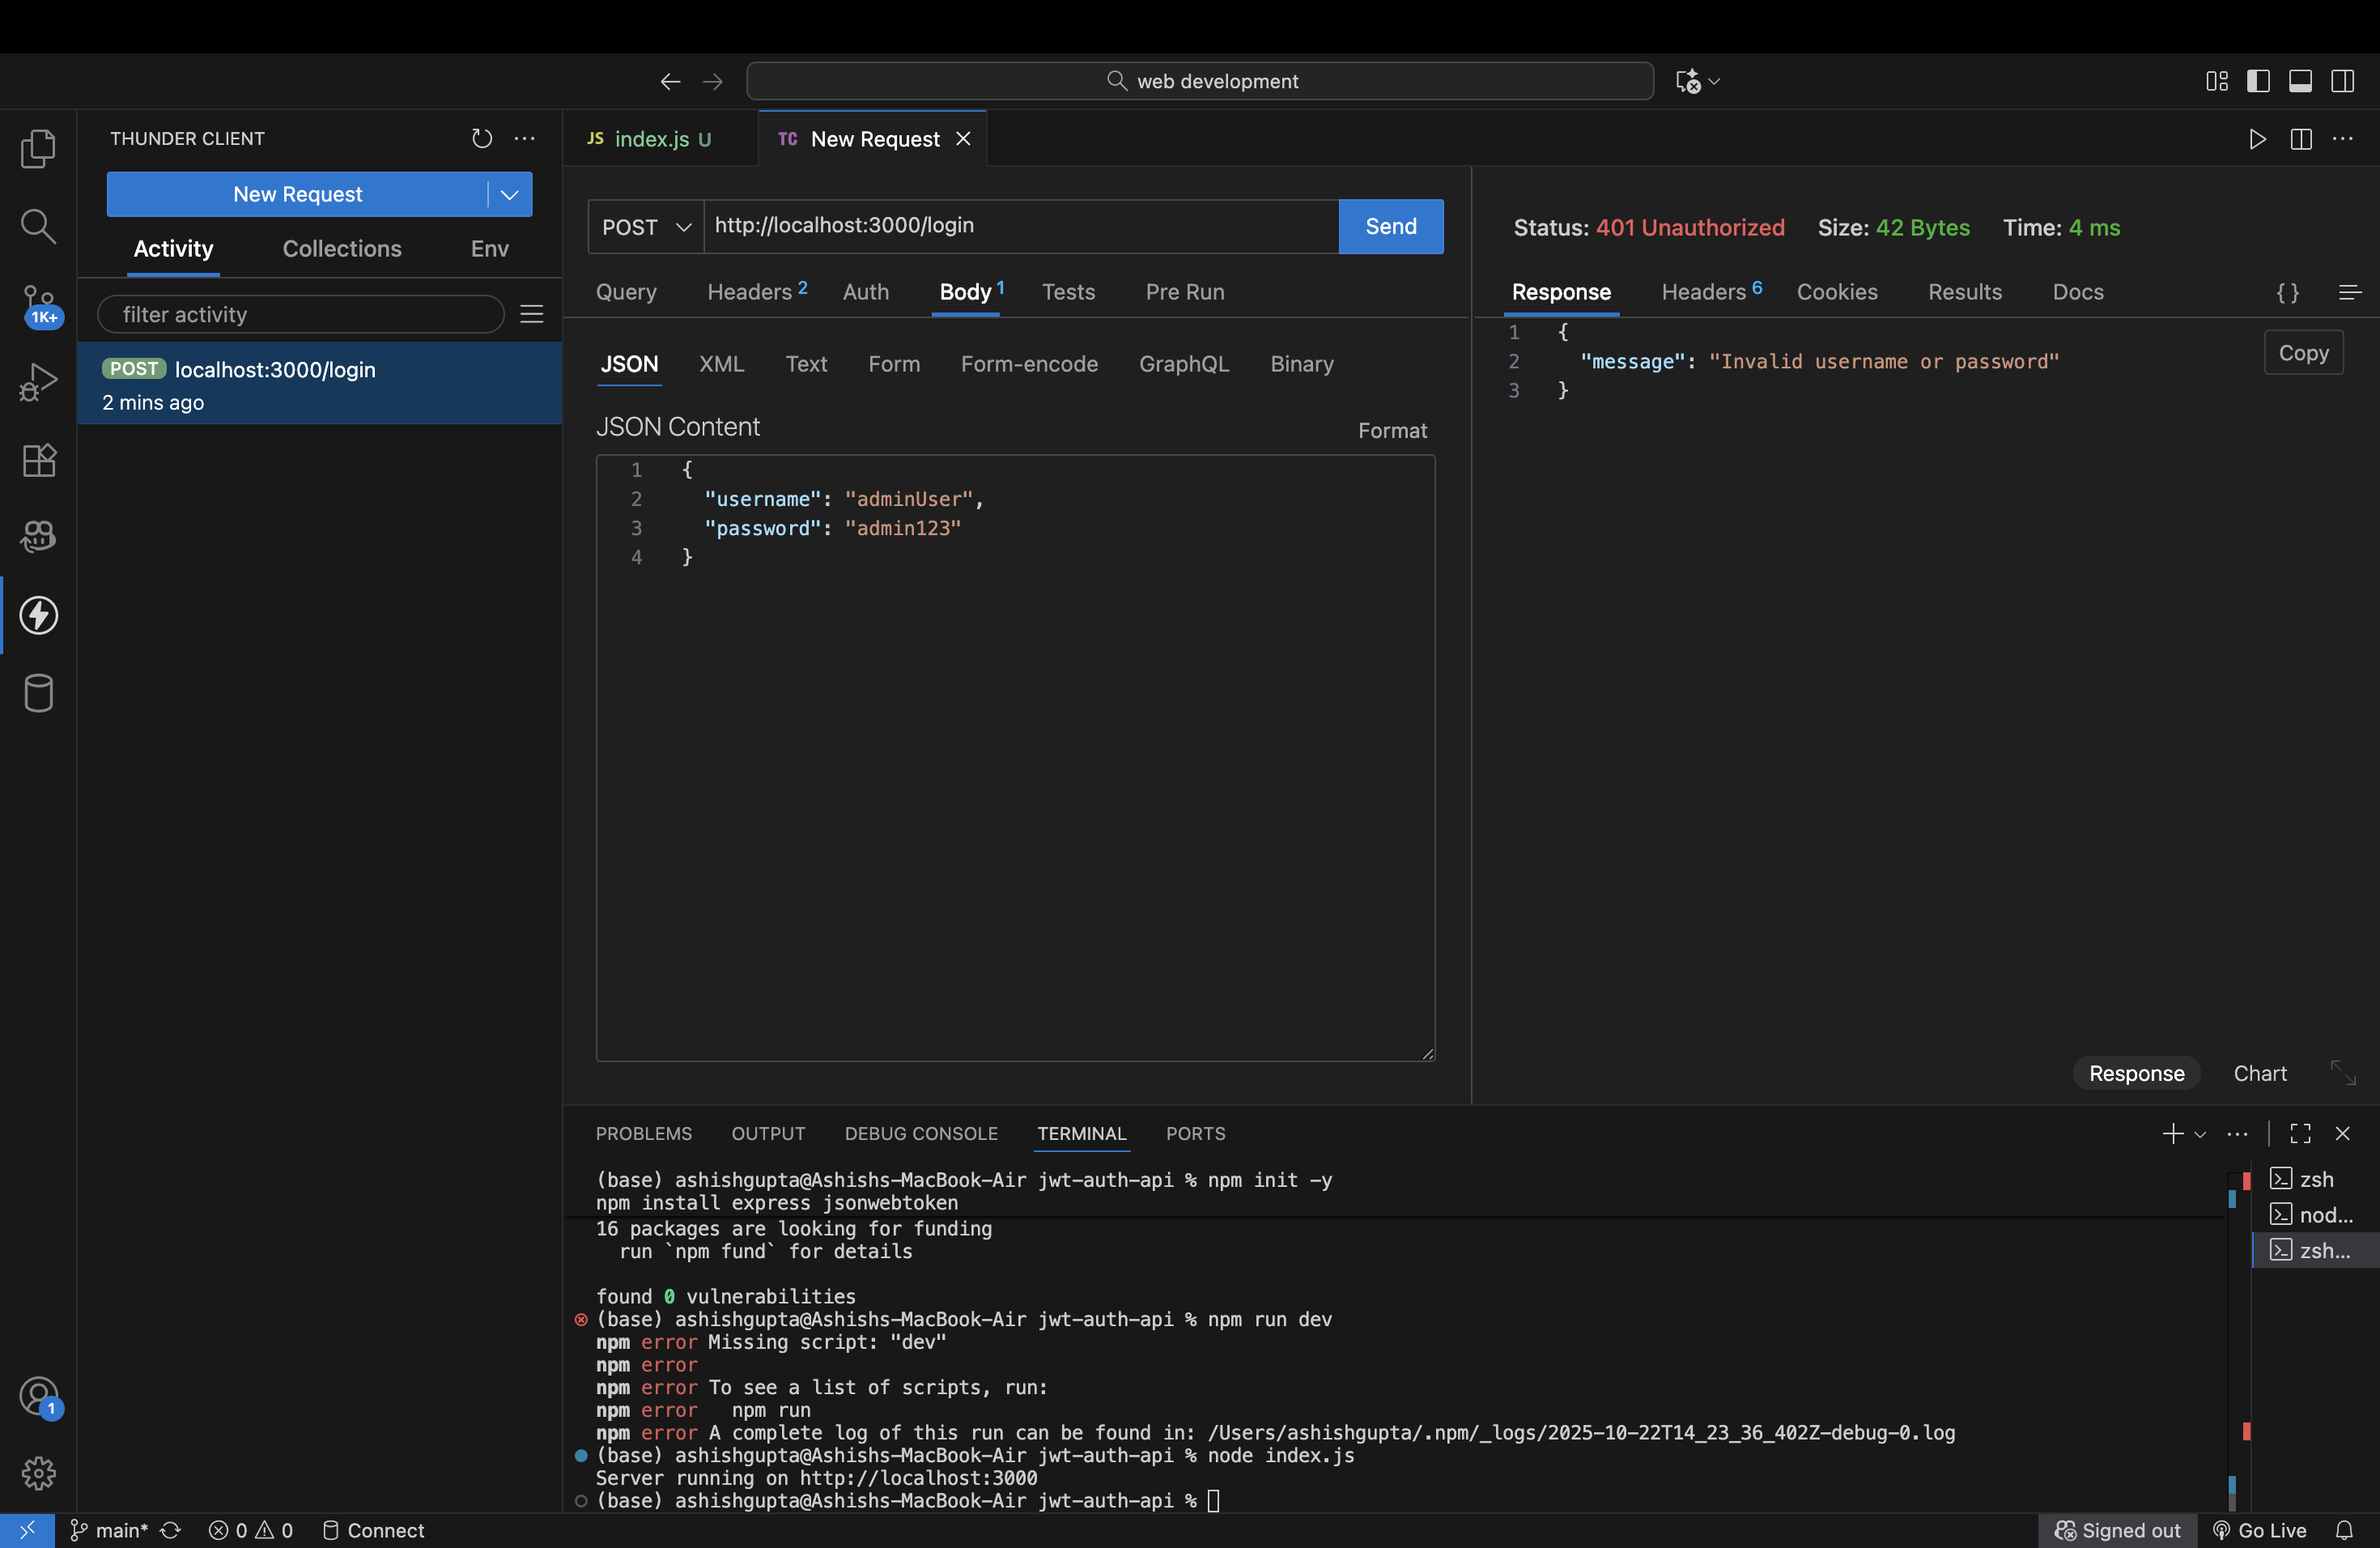 web development
THUNDER CLIENT
New Request
Activity Collections Env
filter activity
POST localhost:3000/login
2 mins ago
1K+
1
JS index.js U
TC New Request
POST http://localhost:3000/login Send
Query Headers 2 Auth Body 1 Tests Pre Run
JSON XML Text Form Form-encode GraphQL Binary
JSON Content Format
1 {
2 "username": "adminUser",
3 "password": "admin123"
4 }
Status: 401 Unauthorized Size: 42 Bytes Time: 4 ms
Response Headers 6 Cookies Results Docs { }
1 {
2 "message": "Invalid username or password"
3 }
Copy
Response Chart
PROBLEMS OUTPUT DEBUG CONSOLE TERMINAL PORTS
(base) ashishgupta@Ashishs-MacBook-Air jwt-auth-api % npm init -y
npm install express jsonwebtoken
16 packages are looking for funding
run `npm fund` for details
found 0 vulnerabilities
(base) ashishgupta@Ashishs-MacBook-Air jwt-auth-api % npm run dev
npm error Missing script: "dev"
npm error
npm error To see a list of scripts, run:
npm error npm run
npm error A complete log of this run can be found in: /Users/ashishgupta/.npm/_logs/2025-10-22T14_23_36_402Z-debug-0.log
(base) ashishgupta@Ashishs-MacBook-Air jwt-auth-api % node index.js
Server running on http://localhost:3000
(base) ashishgupta@Ashishs-MacBook-Air jwt-auth-api %
zsh
nod...
zsh...
main* 0 0 Connect
Signed out Go Live